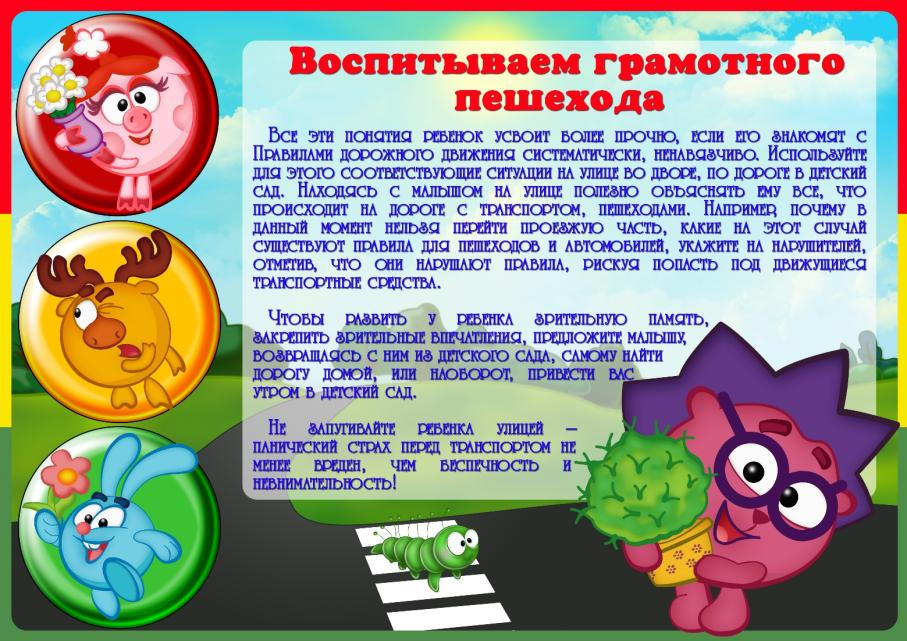 Воспитываем грамотного
пешехода
Все эти понятия ребенок усвоит более прочно, если его знакомят с
Правилами дорожного движения систематически, ненавязчиво. Используйте
для этого соответствующие ситуации на улице во дворе, по дороге в детский
сад. Находясь с малышом на улице полезно объяснять ему все, что
происходит на дороге с транспортом, пешеходами. Например, почему в
данный момент нельзя перейти проезжую часть, какие на этот случай
существуют правила для пешеходов и автомобилей, укажите на нарушителей,
отметив, что они нарушают правила, рискуя попасть под движущиеся
транспортные средства.
Чтобы развить у ребенка зрительную память,
закрепить зрительные впечатления, предложите малышу,
возвращаясь с ним из детского сада, самому найти
дорогу домой, или наоборот, привести вас
утром в детский сад.
Не запугивайте ребенка улицей –
панический страх перед транспортом не
менее вреден, чем беспечность и
невнимательность!